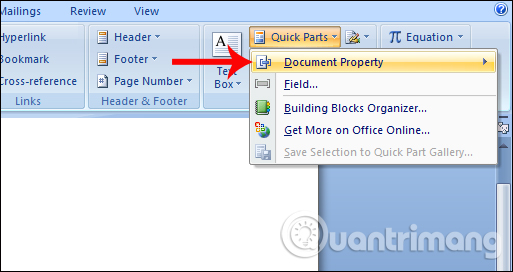 Mailings Review View
Hyperlink
Bookmark
Cross-reference
Links
Header
Footer
Page Number
Header & Footer
A
Text
Box
Quick Parts
π Equation
Document Property
Field...
Building Blocks Organizer...
Get More on Office Online...
Save Selection to Quick Part Gallery...
Quantrimang